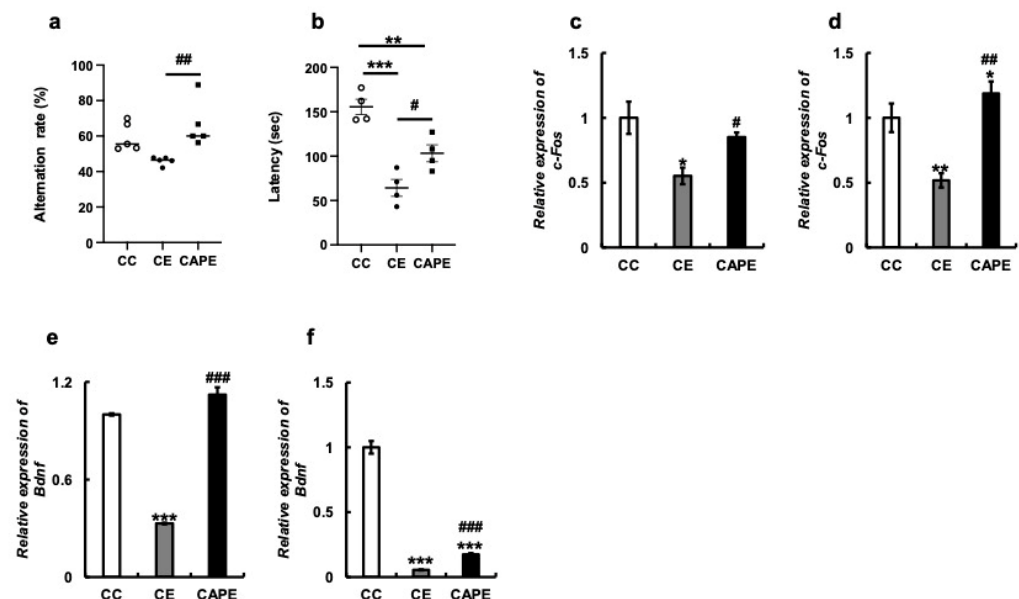 a
##
Alternation rate (%)
100
80
60
40
20
0
CC CE CAPE
b
**
***
#
Latency (sec)
200
150
100
50
0
CC CE CAPE
c
Relative expression of
c-Fos
1.5
1
0.5
0
*
#
CC CE CAPE
d
Relative expression of
c-Fos
1.5
1
0.5
0
**
##
*
CC CE CAPE
e
Relative expression of
Bdnf
1.2
0.6
0
***
###
CC CE CAPE
f
Relative expression of
Bdnf
1.5
1
0.5
0
***
###
***
CC CE CAPE